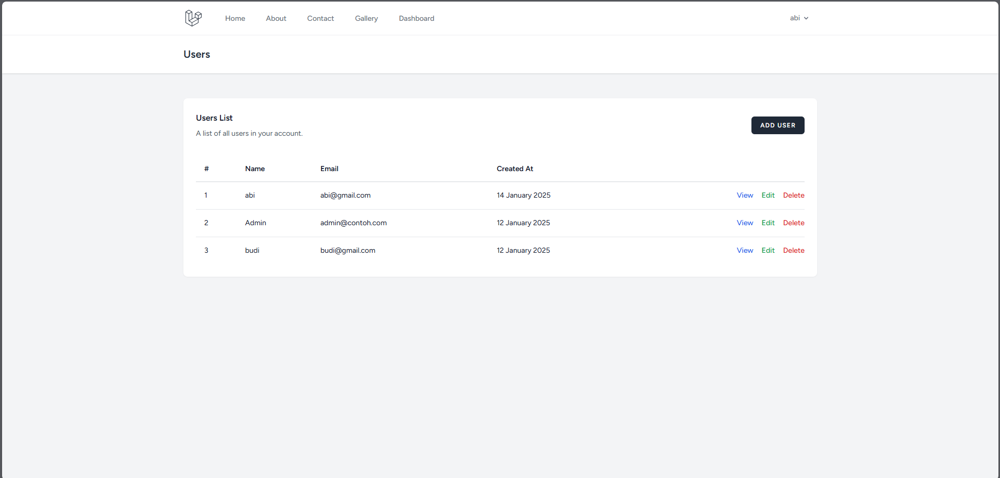 Home About Contact Gallery Dashboard abi
Users
Users List
A list of all users in your account.
ADD USER
# Name Email Created At
1 abi abi@gmail.com 14 January 2025 View Edit Delete
2 Admin admin@contoh.com 12 January 2025 View Edit Delete
3 budi budi@gmail.com 12 January 2025 View Edit Delete